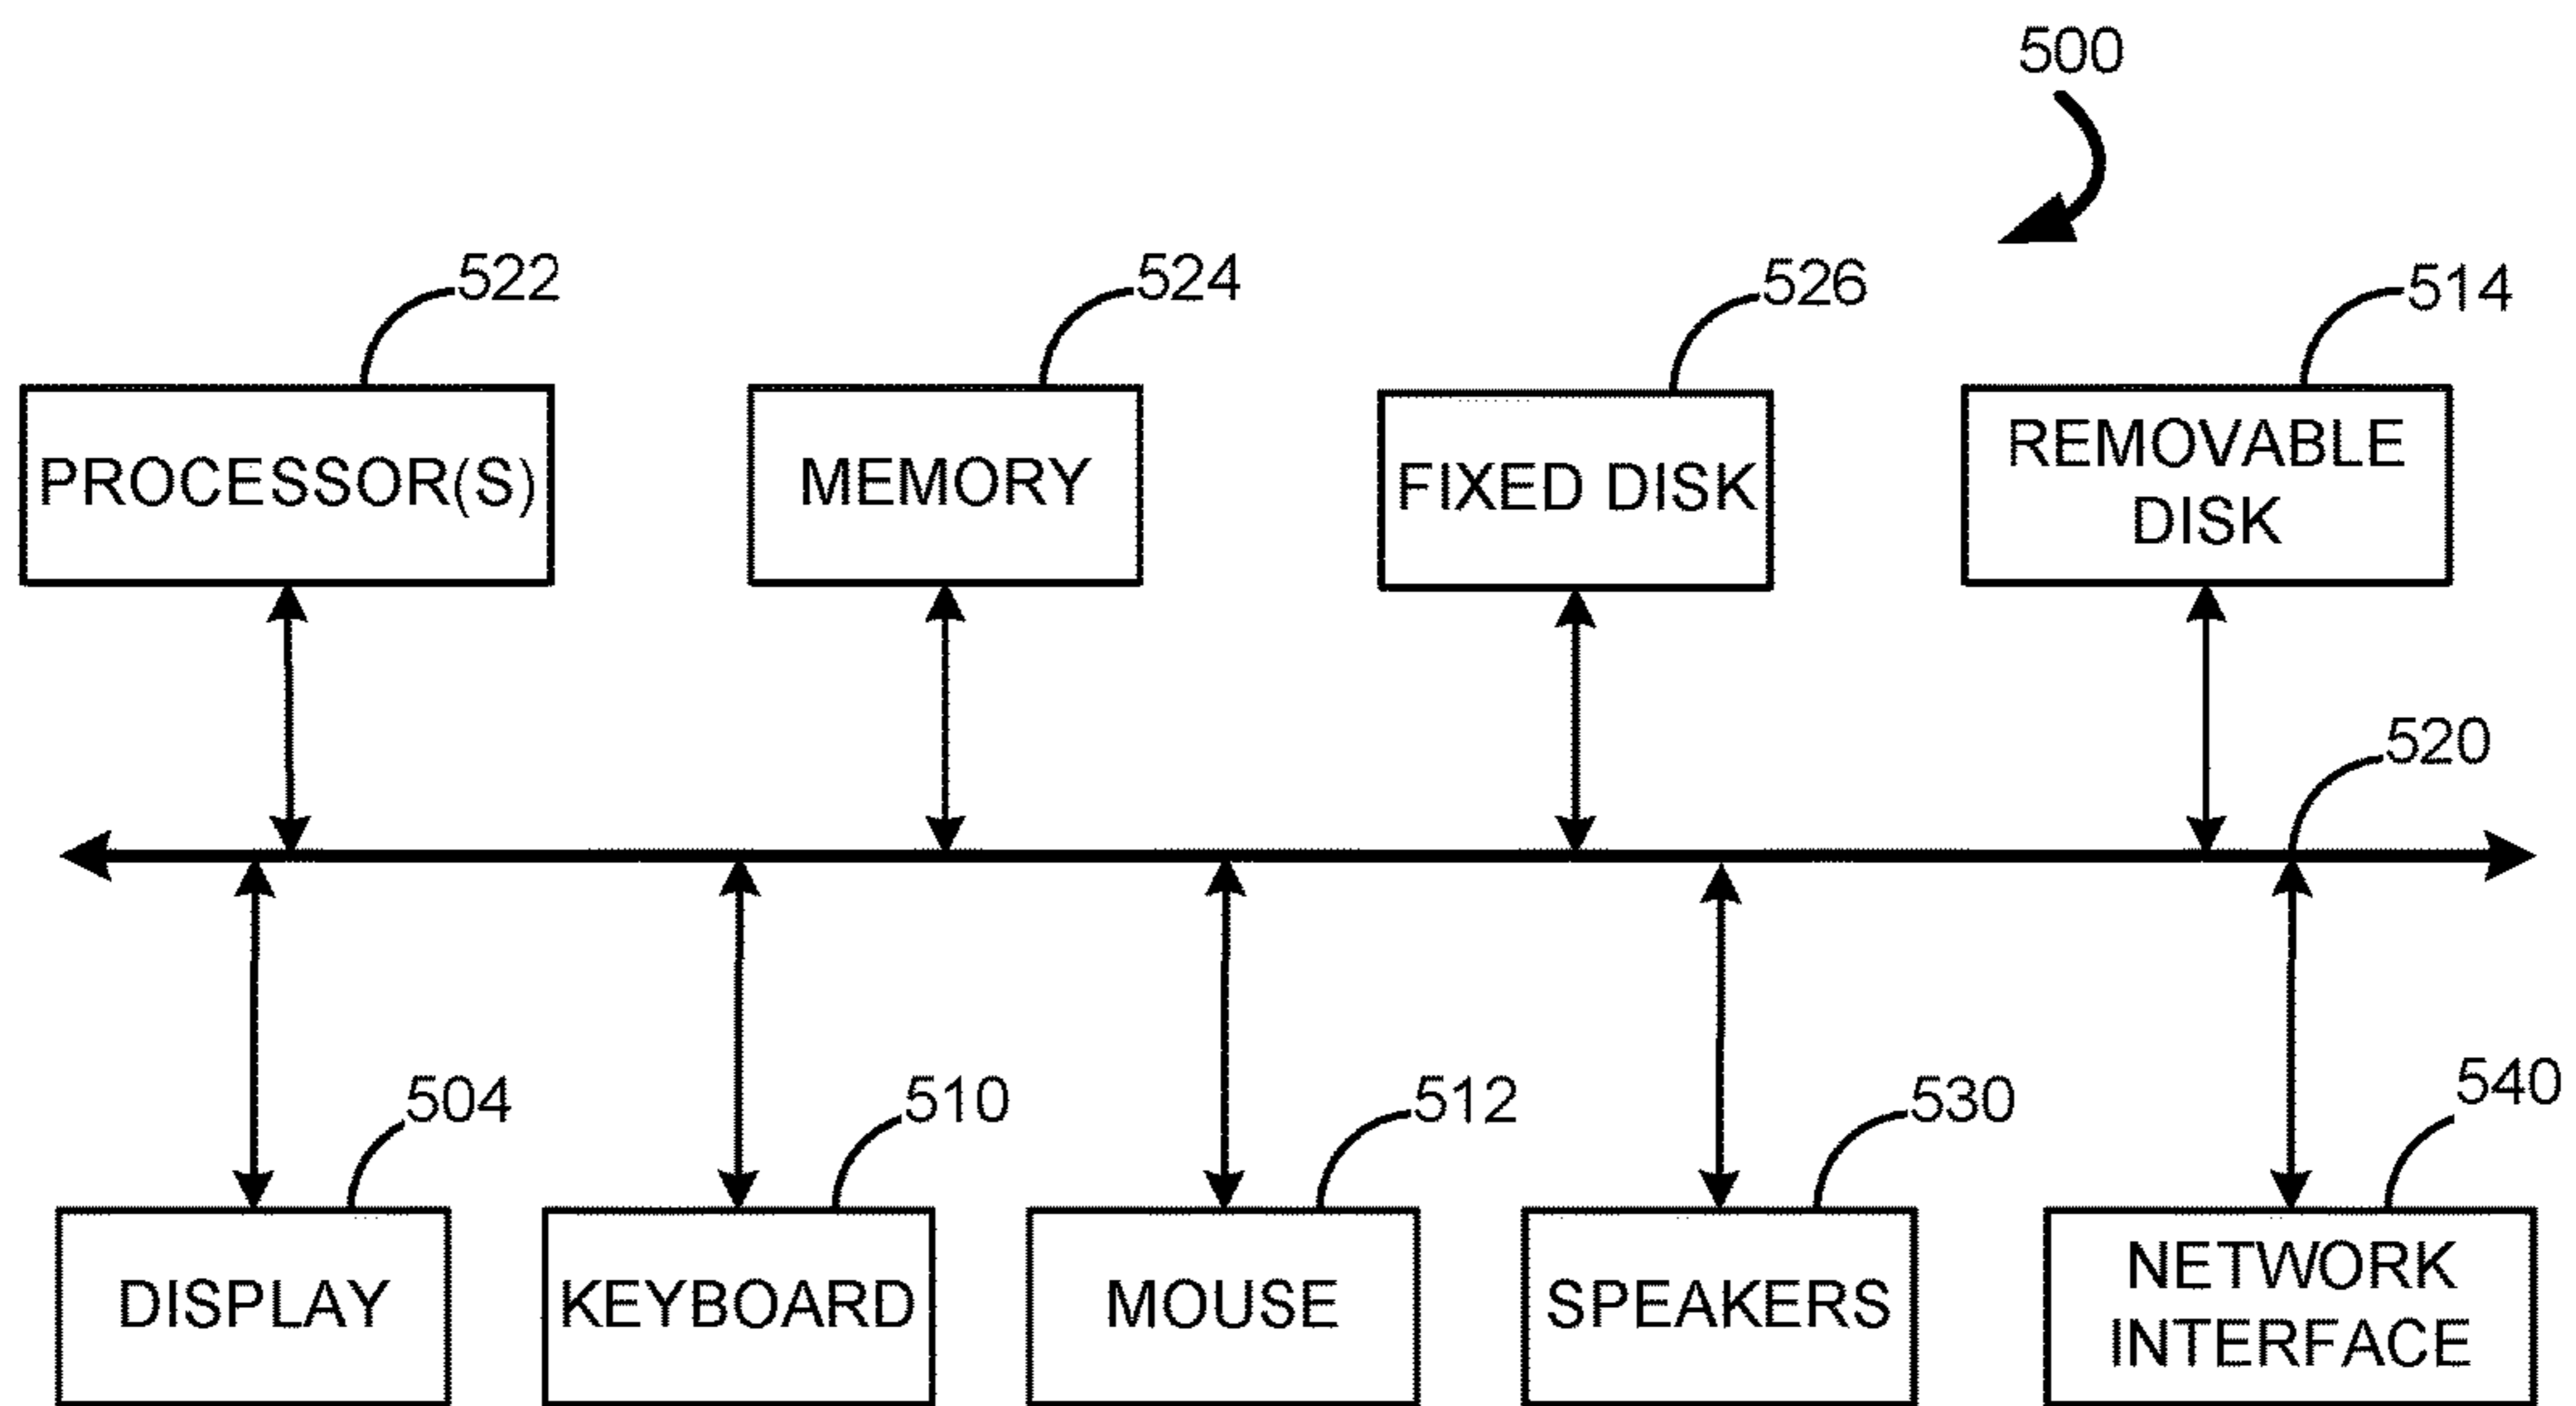 500
522
524
526
514
PROCESSOR(S)
MEMORY
FIXED DISK
REMOVABLE
DISK
520
504
510
512
530
540
DISPLAY
KEYBOARD
MOUSE
SPEAKERS
NETWORK
INTERFACE